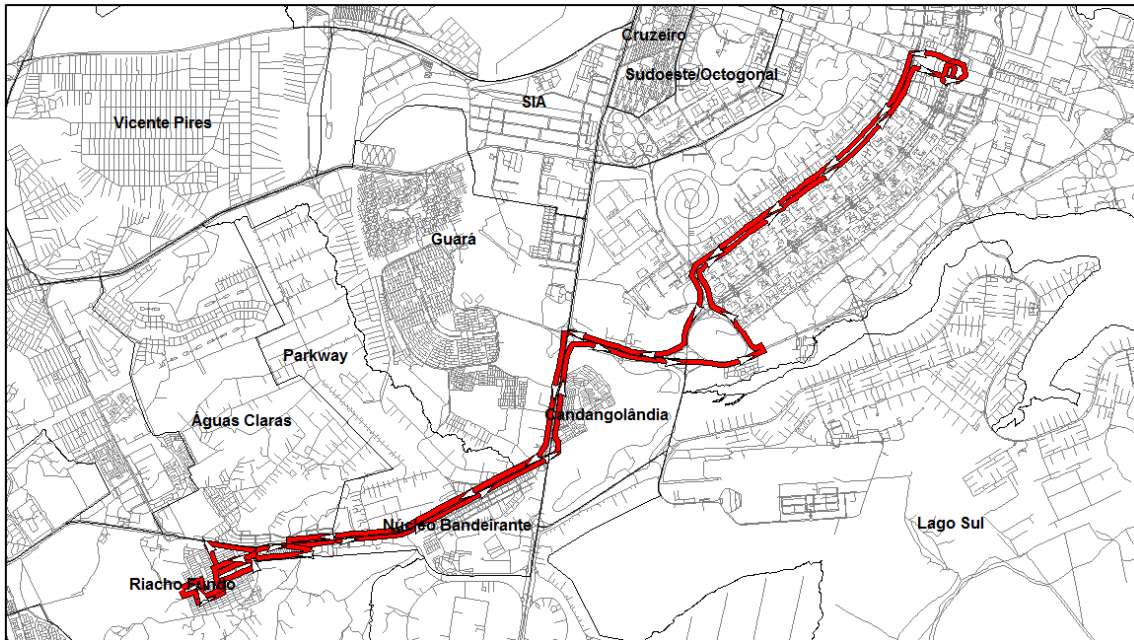 Cruzeiro
Sudoeste/Octogonal
SIA
Vicente Pires
Guará
Parkway
Águas Claras
Candangolândia
Núcleo Bandeirante
Lago Sul
Riacho Fundo